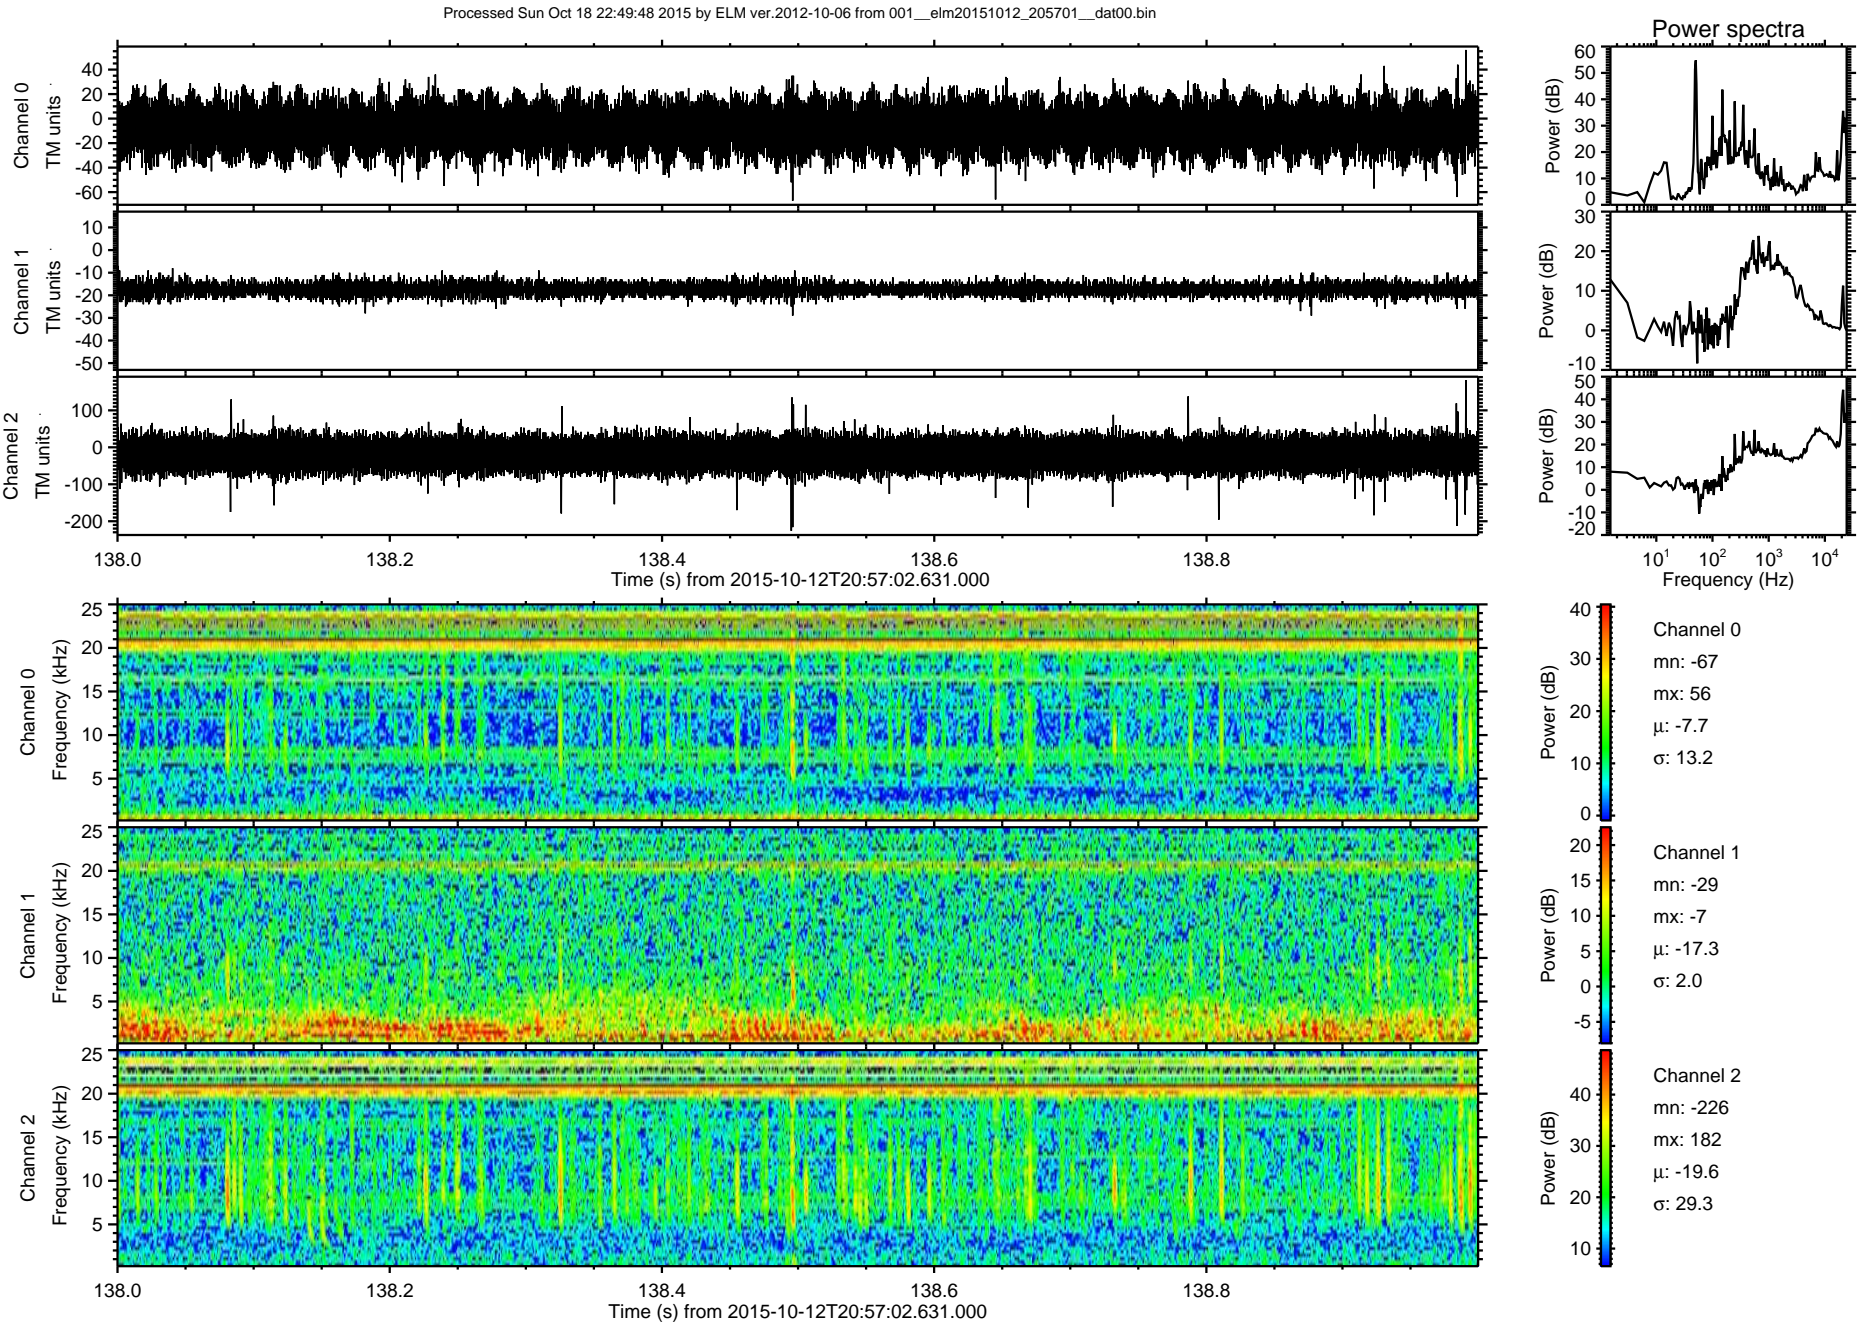 Processed Sun Oct 18 22:49:48 2015 by ELM ver.2012-10-06 from 001__elm20151012_205701__dat00.bin
Power spectra
Channel 0
TM units
40
20
0
-20
-40
-60
Power (dB)
60
50
40
30
20
10
0
Channel 1
TM units
10
0
-10
-20
-30
-40
-50
Power (dB)
30
20
10
0
-10
Channel 2
TM units
100
0
-100
-200
Power (dB)
50
40
30
20
10
0
-10
-20
138.0 138.2 138.4 138.6 138.8
Time (s) from 2015-10-12T20:57:02.631.000
10^1 10^2 10^3 10^4
Frequency (Hz)
Channel 0
Frequency (kHz)
25
20
15
10
5
Power (dB)
40
30
20
10
0
Channel 0
mn: -67
mx: 56
μ: -7.7
σ: 13.2
Channel 1
Frequency (kHz)
25
20
15
10
5
Power (dB)
20
15
10
5
0
-5
Channel 1
mn: -29
mx: -7
μ: -17.3
σ: 2.0
Channel 2
Frequency (kHz)
25
20
15
10
5
Power (dB)
40
30
20
10
Channel 2
mn: -226
mx: 182
μ: -19.6
σ: 29.3
138.0 138.2 138.4 138.6 138.8
Time (s) from 2015-10-12T20:57:02.631.000